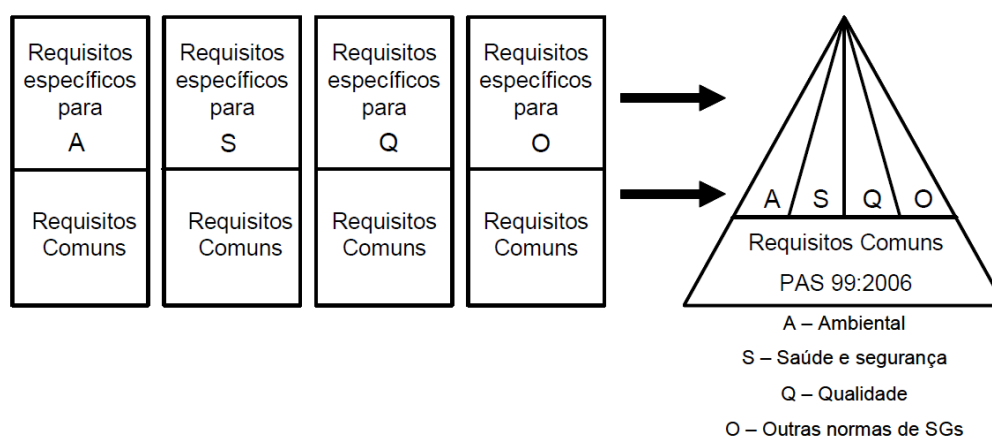 Requisitos
específicos
para
A
Requisitos
Comuns
Requisitos
específicos
para
S
Requisitos
Comuns
Requisitos
específicos
para
Q
Requisitos
Comuns
Requisitos
específicos
para
O
Requisitos
Comuns
A S Q O
Requisitos Comuns
PAS 99:2006
A – Ambiental
S – Saúde e segurança
Q – Qualidade
O – Outras normas de SGs